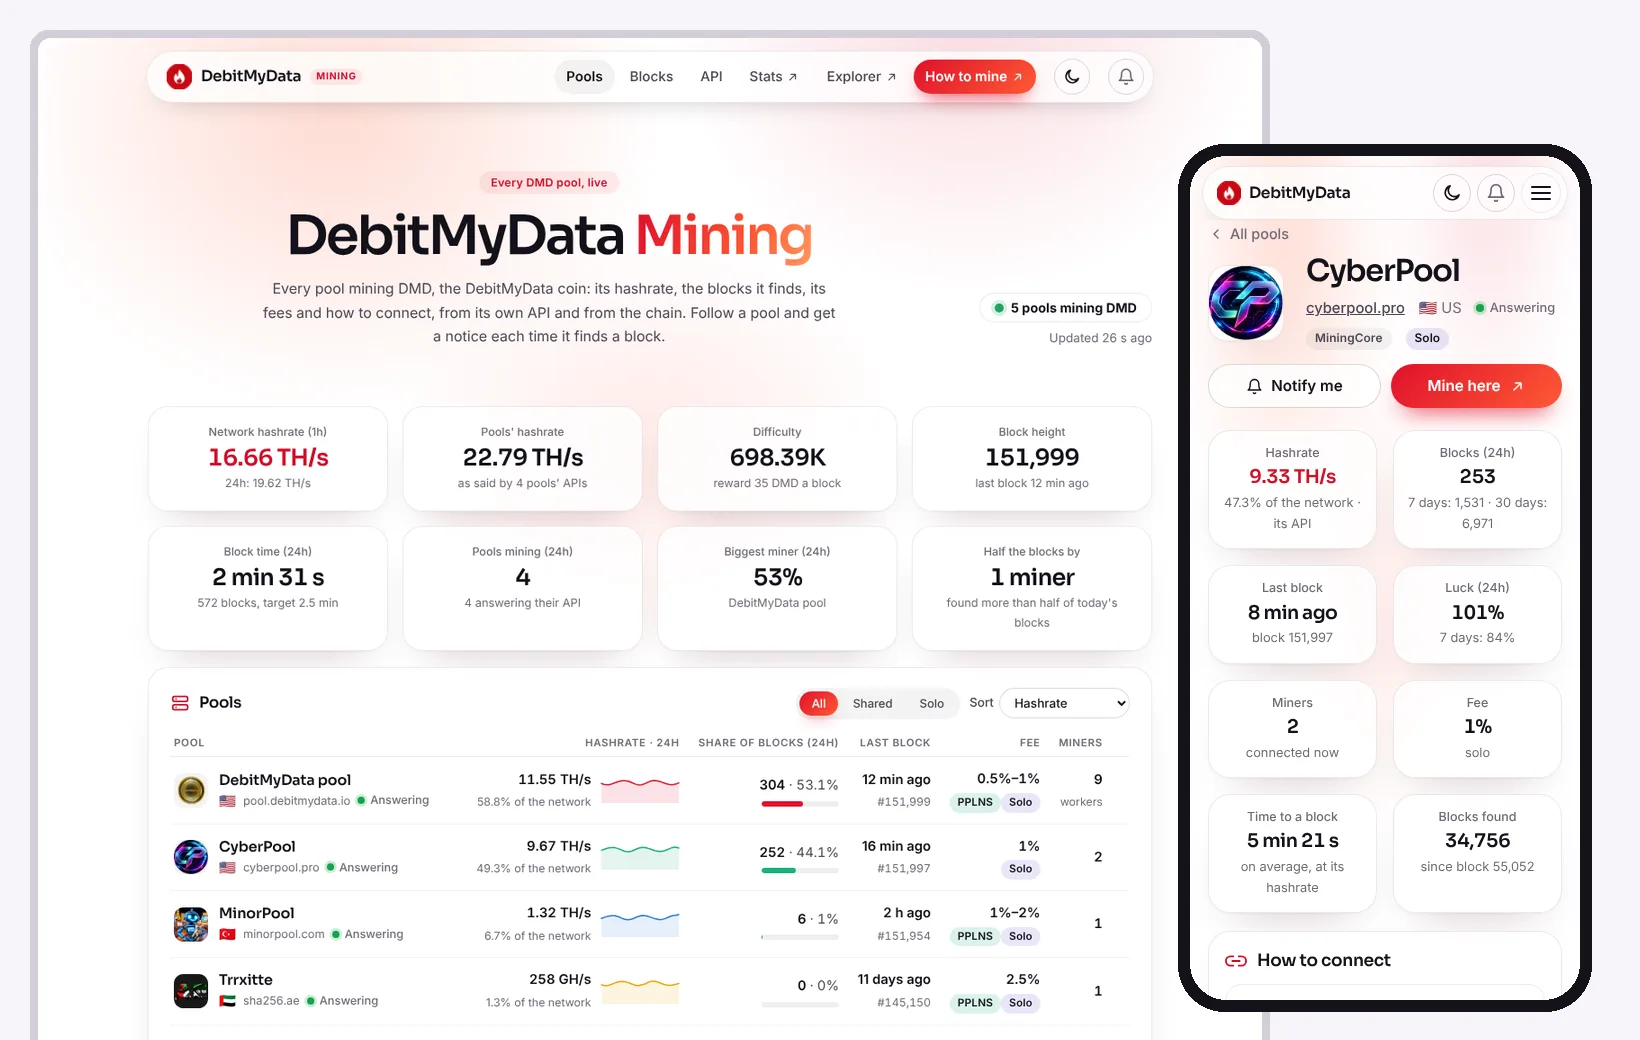 DebitMyData MINING
Pools Blocks API Stats ↗ Explorer ↗ How to mine ↗
Every DMD pool, live
DebitMyData Mining
Every pool mining DMD, the DebitMyData coin: its hashrate, the blocks it finds, its
fees and how to connect, from its own API and from the chain. Follow a pool and get
a notice each time it finds a block.
5 pools mining DMD
Updated 26 s ago
Network hashrate (1h)
16.66 TH/s
24h: 19.62 TH/s
Pools' hashrate
22.79 TH/s
as said by 4 pools' APIs
Difficulty
698.39K
reward 35 DMD a block
Block height
151,999
last block 12 min ago
Block time (24h)
2 min 31 s
572 blocks, target 2.5 min
Pools mining (24h)
4
4 answering their API
Biggest miner (24h)
53%
DebitMyData pool
Half the blocks by
1 miner
found more than half of today's
blocks
Pools
All Shared Solo Sort Hashrate
POOL HASHRATE · 24H SHARE OF BLOCKS (24H) LAST BLOCK FEE MINERS
DebitMyData pool 11.55 TH/s 304 · 53.1% 12 min ago 0.5%–1% 9
pool.debitmydata.io Answering 58.8% of the network #151,999 PPLNS Solo workers
CyberPool 9.67 TH/s 252 · 44.1% 16 min ago 1% 2
cyberpool.pro Answering 49.3% of the network #151,997 Solo
MinorPool 1.32 TH/s 6 · 1% 2 h ago 1%–2% 1
minorpool.com Answering 6.7% of the network #151,954 PPLNS Solo
Trrxitte 258 GH/s 0 · 0% 11 days ago 2.5% 1
sha256.ae Answering 1.3% of the network #145,150 PPLNS Solo
DebitMyData
All pools
CyberPool
cyberpool.pro US Answering
MiningCore Solo
Notify me
Mine here ↗
Hashrate
9.33 TH/s
47.3% of the network ·
its API
Blocks (24h)
253
7 days: 1,531 · 30 days:
6,971
Last block
8 min ago
block 151,997
Luck (24h)
101%
7 days: 84%
Miners
2
connected now
Fee
1%
solo
Time to a block
5 min 21 s
on average, at its
hashrate
Blocks found
34,756
since block 55,052
How to connect